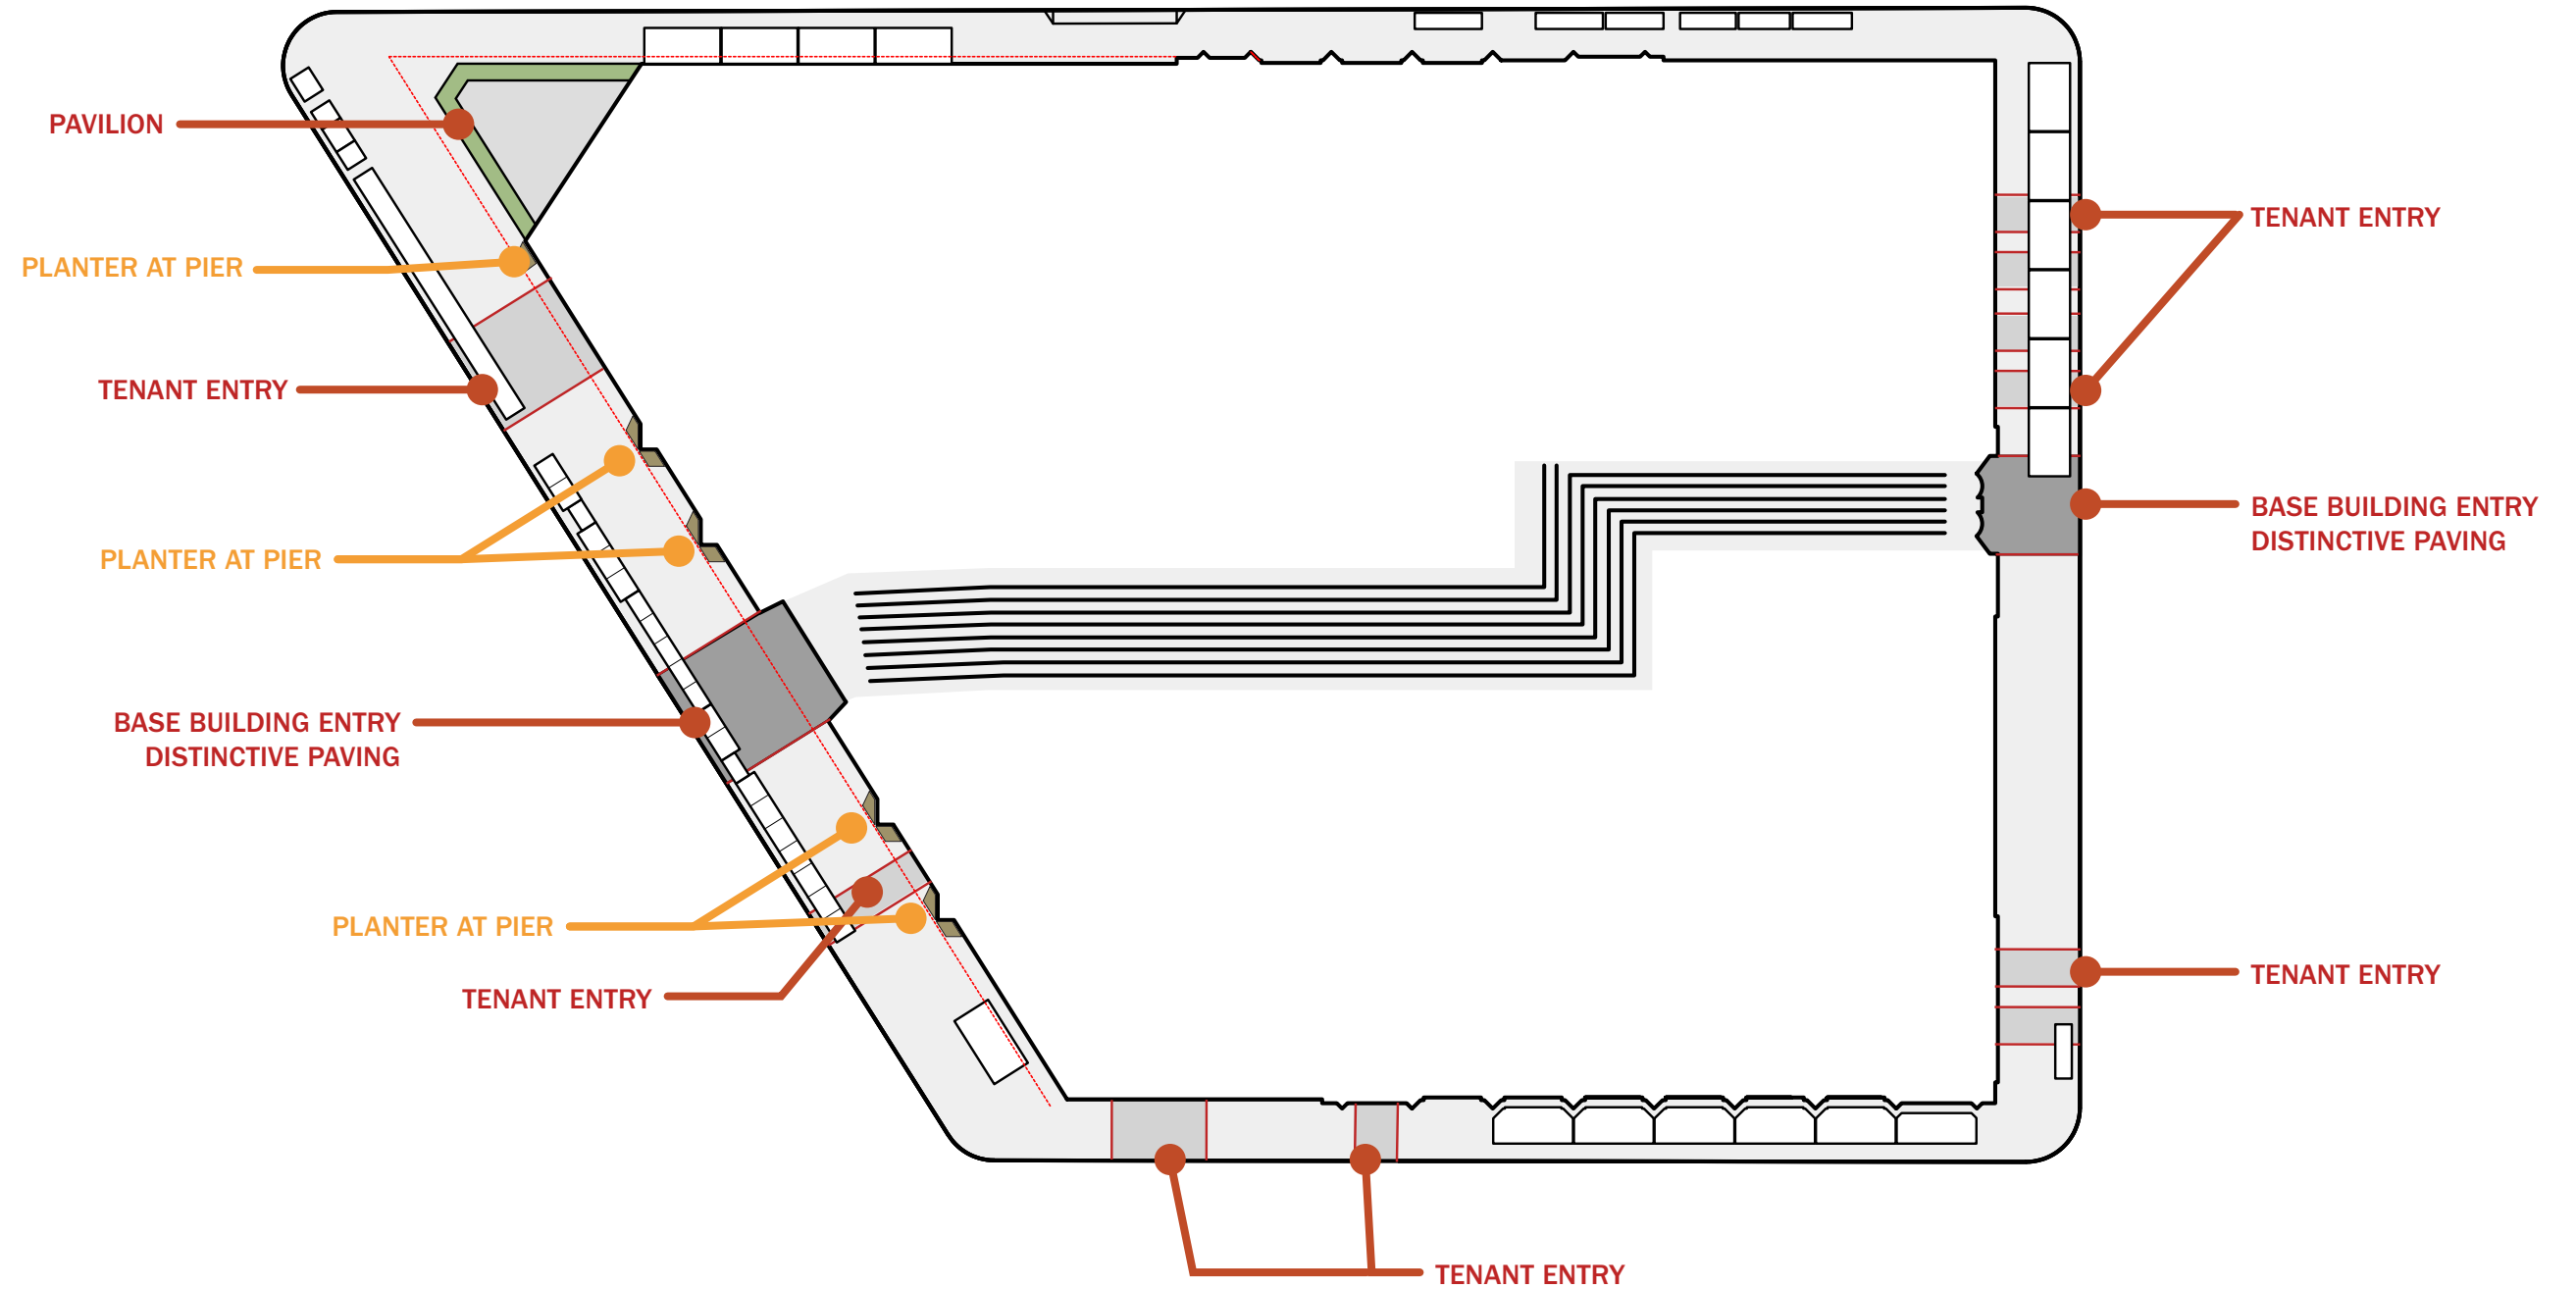 PAVILION
PLANTER AT PIER
TENANT ENTRY
PLANTER AT PIER
BASE BUILDING ENTRY
DISTINCTIVE PAVING
PLANTER AT PIER
TENANT ENTRY
TENANT ENTRY
BASE BUILDING ENTRY
DISTINCTIVE PAVING
TENANT ENTRY
TENANT ENTRY